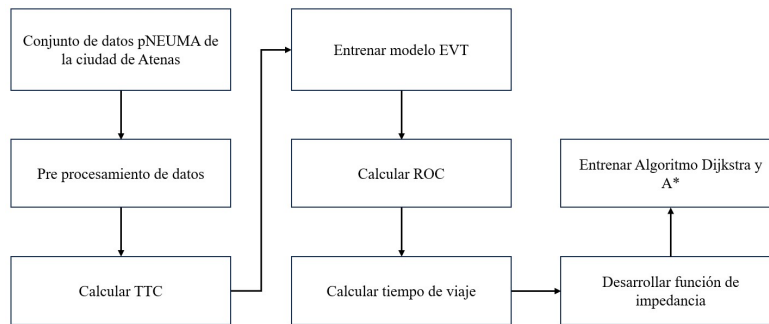 Conjunto de datos pNEUMA de
la ciudad de Atenas
Pre procesamiento de datos
Calcular TTC
Entrenar modelo EVT
Calcular ROC
Calcular tiempo de viaje
Desarrollar función de
impedancia
Entrenar Algoritmo Dijkstra y
A*